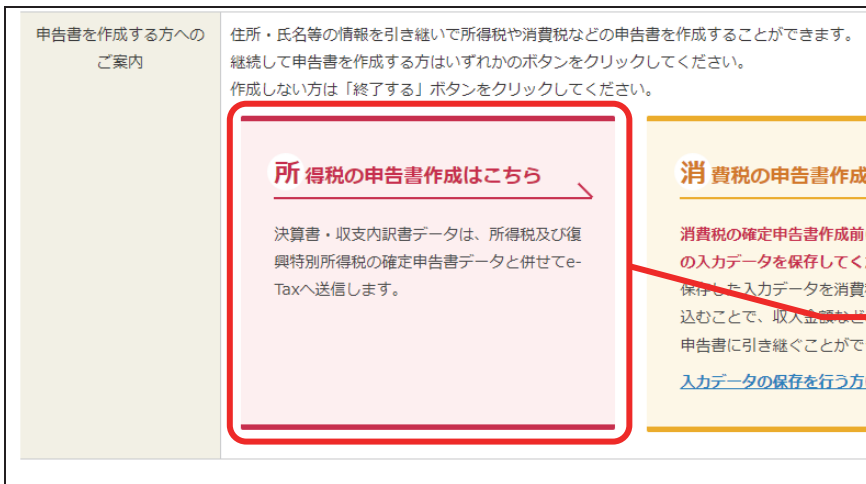 申告書を作成する方への
ご案内
住所・氏名等の情報を引き継いで所得税や消費税などの申告書を作成することができます。
継続して申告書を作成する方はいずれかのボタンをクリックしてください。
作成しない方は「終了する」ボタンをクリックしてください。
所得税の申告書作成はこちら
決算書・収支内訳書データは、所得税及び復
興特別所得税の確定申告書データと併せてe-
Taxへ送信します。
消費税の申告書作成
消費税の確定申告書作成前
の入力データを保存してく
保存した入力データを消費
込むことで、収入金額など
申告書に引き継ぐことがで
入力データの保存を行う方